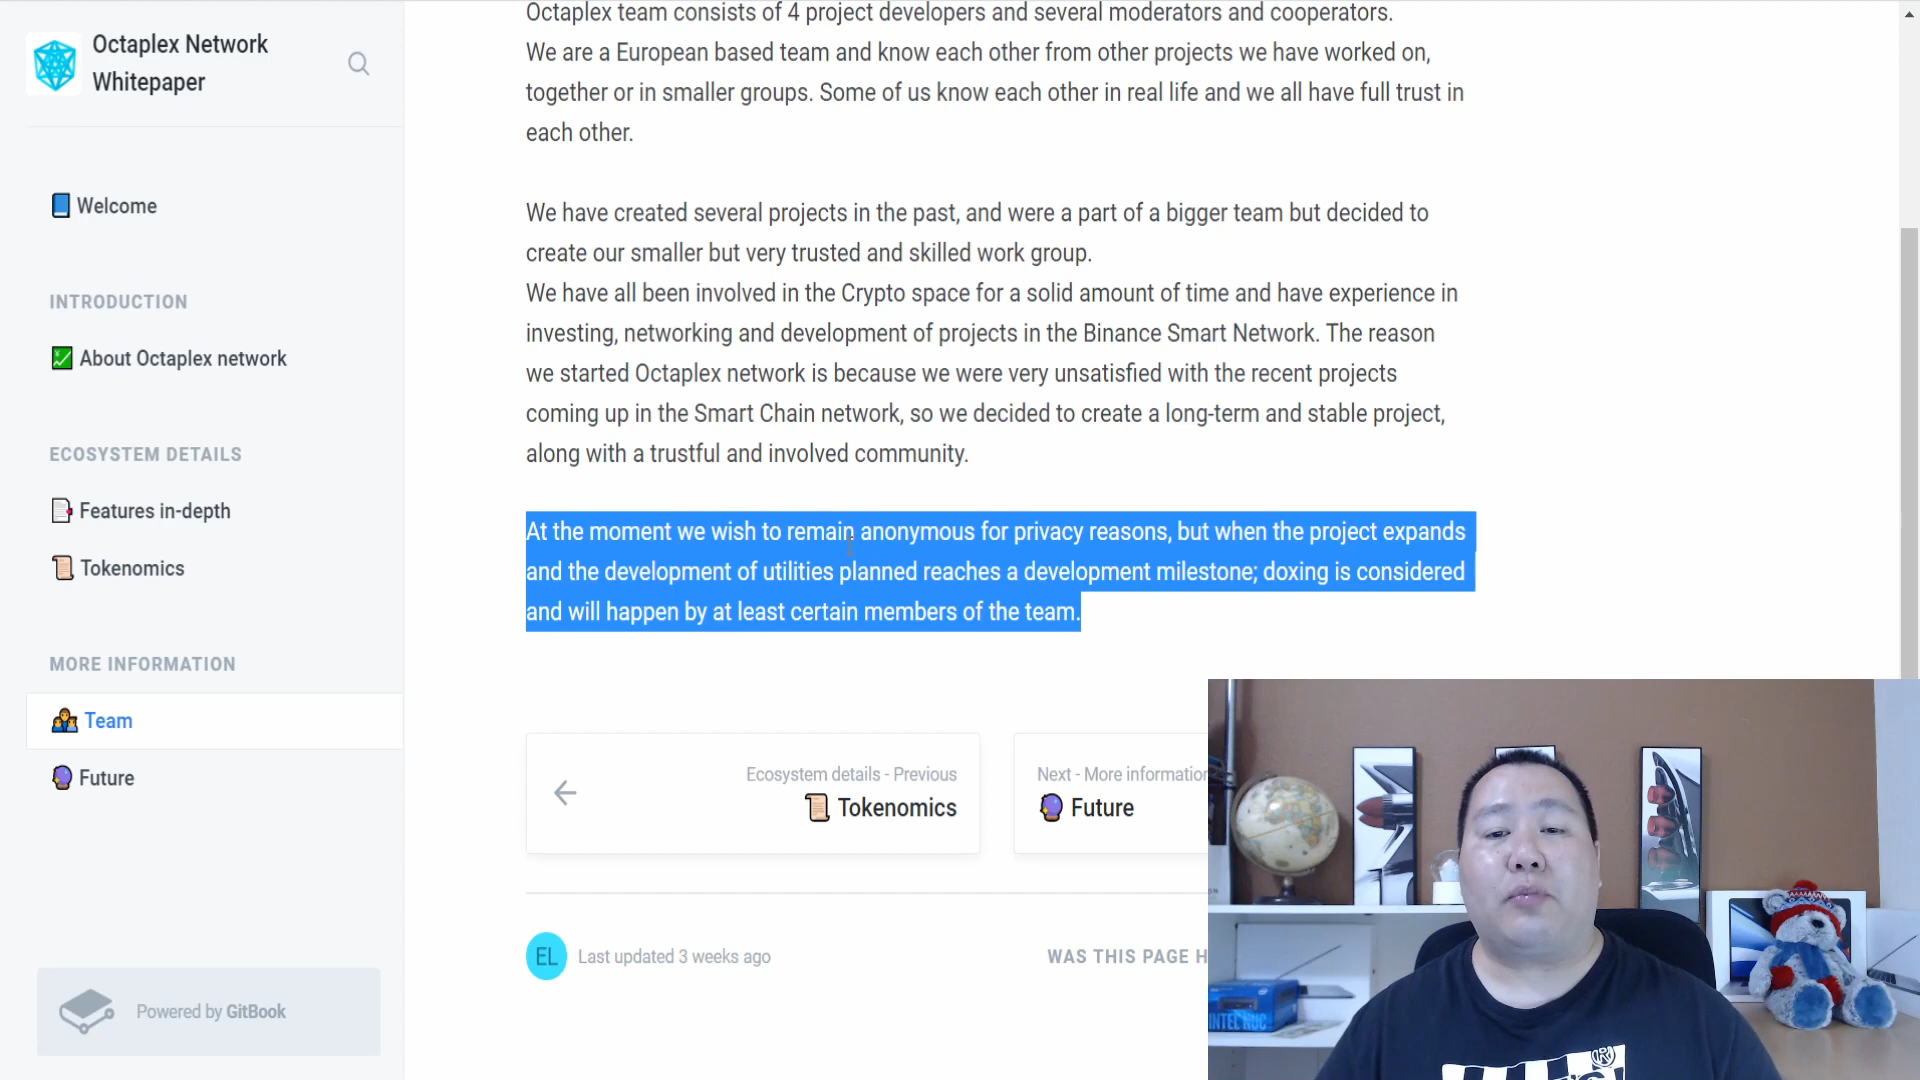 Octaplex Network
Whitepaper
Welcome
INTRODUCTION
About Octaplex network
ECOSYSTEM DETAILS
Features in-depth
Tokenomics
MORE INFORMATION
Team
Future
Powered by GitBook
Octaplex team consists of 4 project developers and several moderators and cooperators.
We are a European based team and know each other from other projects we have worked on,
together or in smaller groups. Some of us know each other in real life and we all have full trust in
each other.
We have created several projects in the past, and were a part of a bigger team but decided to
create our smaller but very trusted and skilled work group.
We have all been involved in the Crypto space for a solid amount of time and have experience in
investing, networking and development of projects in the Binance Smart Network. The reason
we started Octaplex network is because we were very unsatisfied with the recent projects
coming up in the Smart Chain network, so we decided to create a long-term and stable project,
along with a trustful and involved community.
At the moment we wish to remain anonymous for privacy reasons, but when the project expands
and the development of utilities planned reaches a development milestone; doxing is considered
and will happen by at least certain members of the team.
Ecosystem details - Previous
Tokenomics
Next - More information
Future
EL
Last updated 3 weeks ago
WAS THIS PAGE H
INTEL NUC